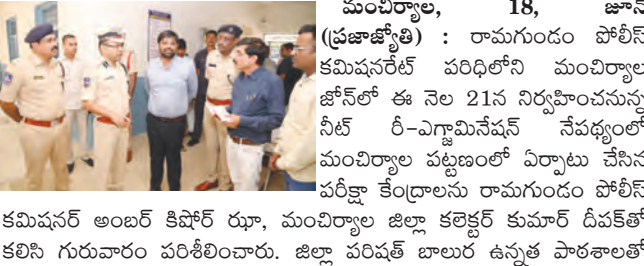 మంచిర్యాల, 18, జూన్
(ప్రజాజ్యోతి) : రామగుండం పోలీస్
కమిషనరేట్ పరిధిలోని మంచిర్యాల
జోన్‌లో ఈ నెల 21న నిర్వహించనున్న
నీట్ రీ-ఎగ్జామినేషన్ నేపథ్యంలో
మంచిర్యాల పట్టణంలో ఏర్పాటు చేసిన
పరీక్షా కేంద్రాలను రామగుండం పోలీస్
కమిషనర్ అంబర్ కిషోర్ ఝా, మంచిర్యాల జిల్లా కలెక్టర్ కుమార్ దీపక్‌తో
కలిసి గురువారం పరిశీలించారు. జిల్లా పరిషత్ బాలుర ఉన్నత పాఠశాలతో